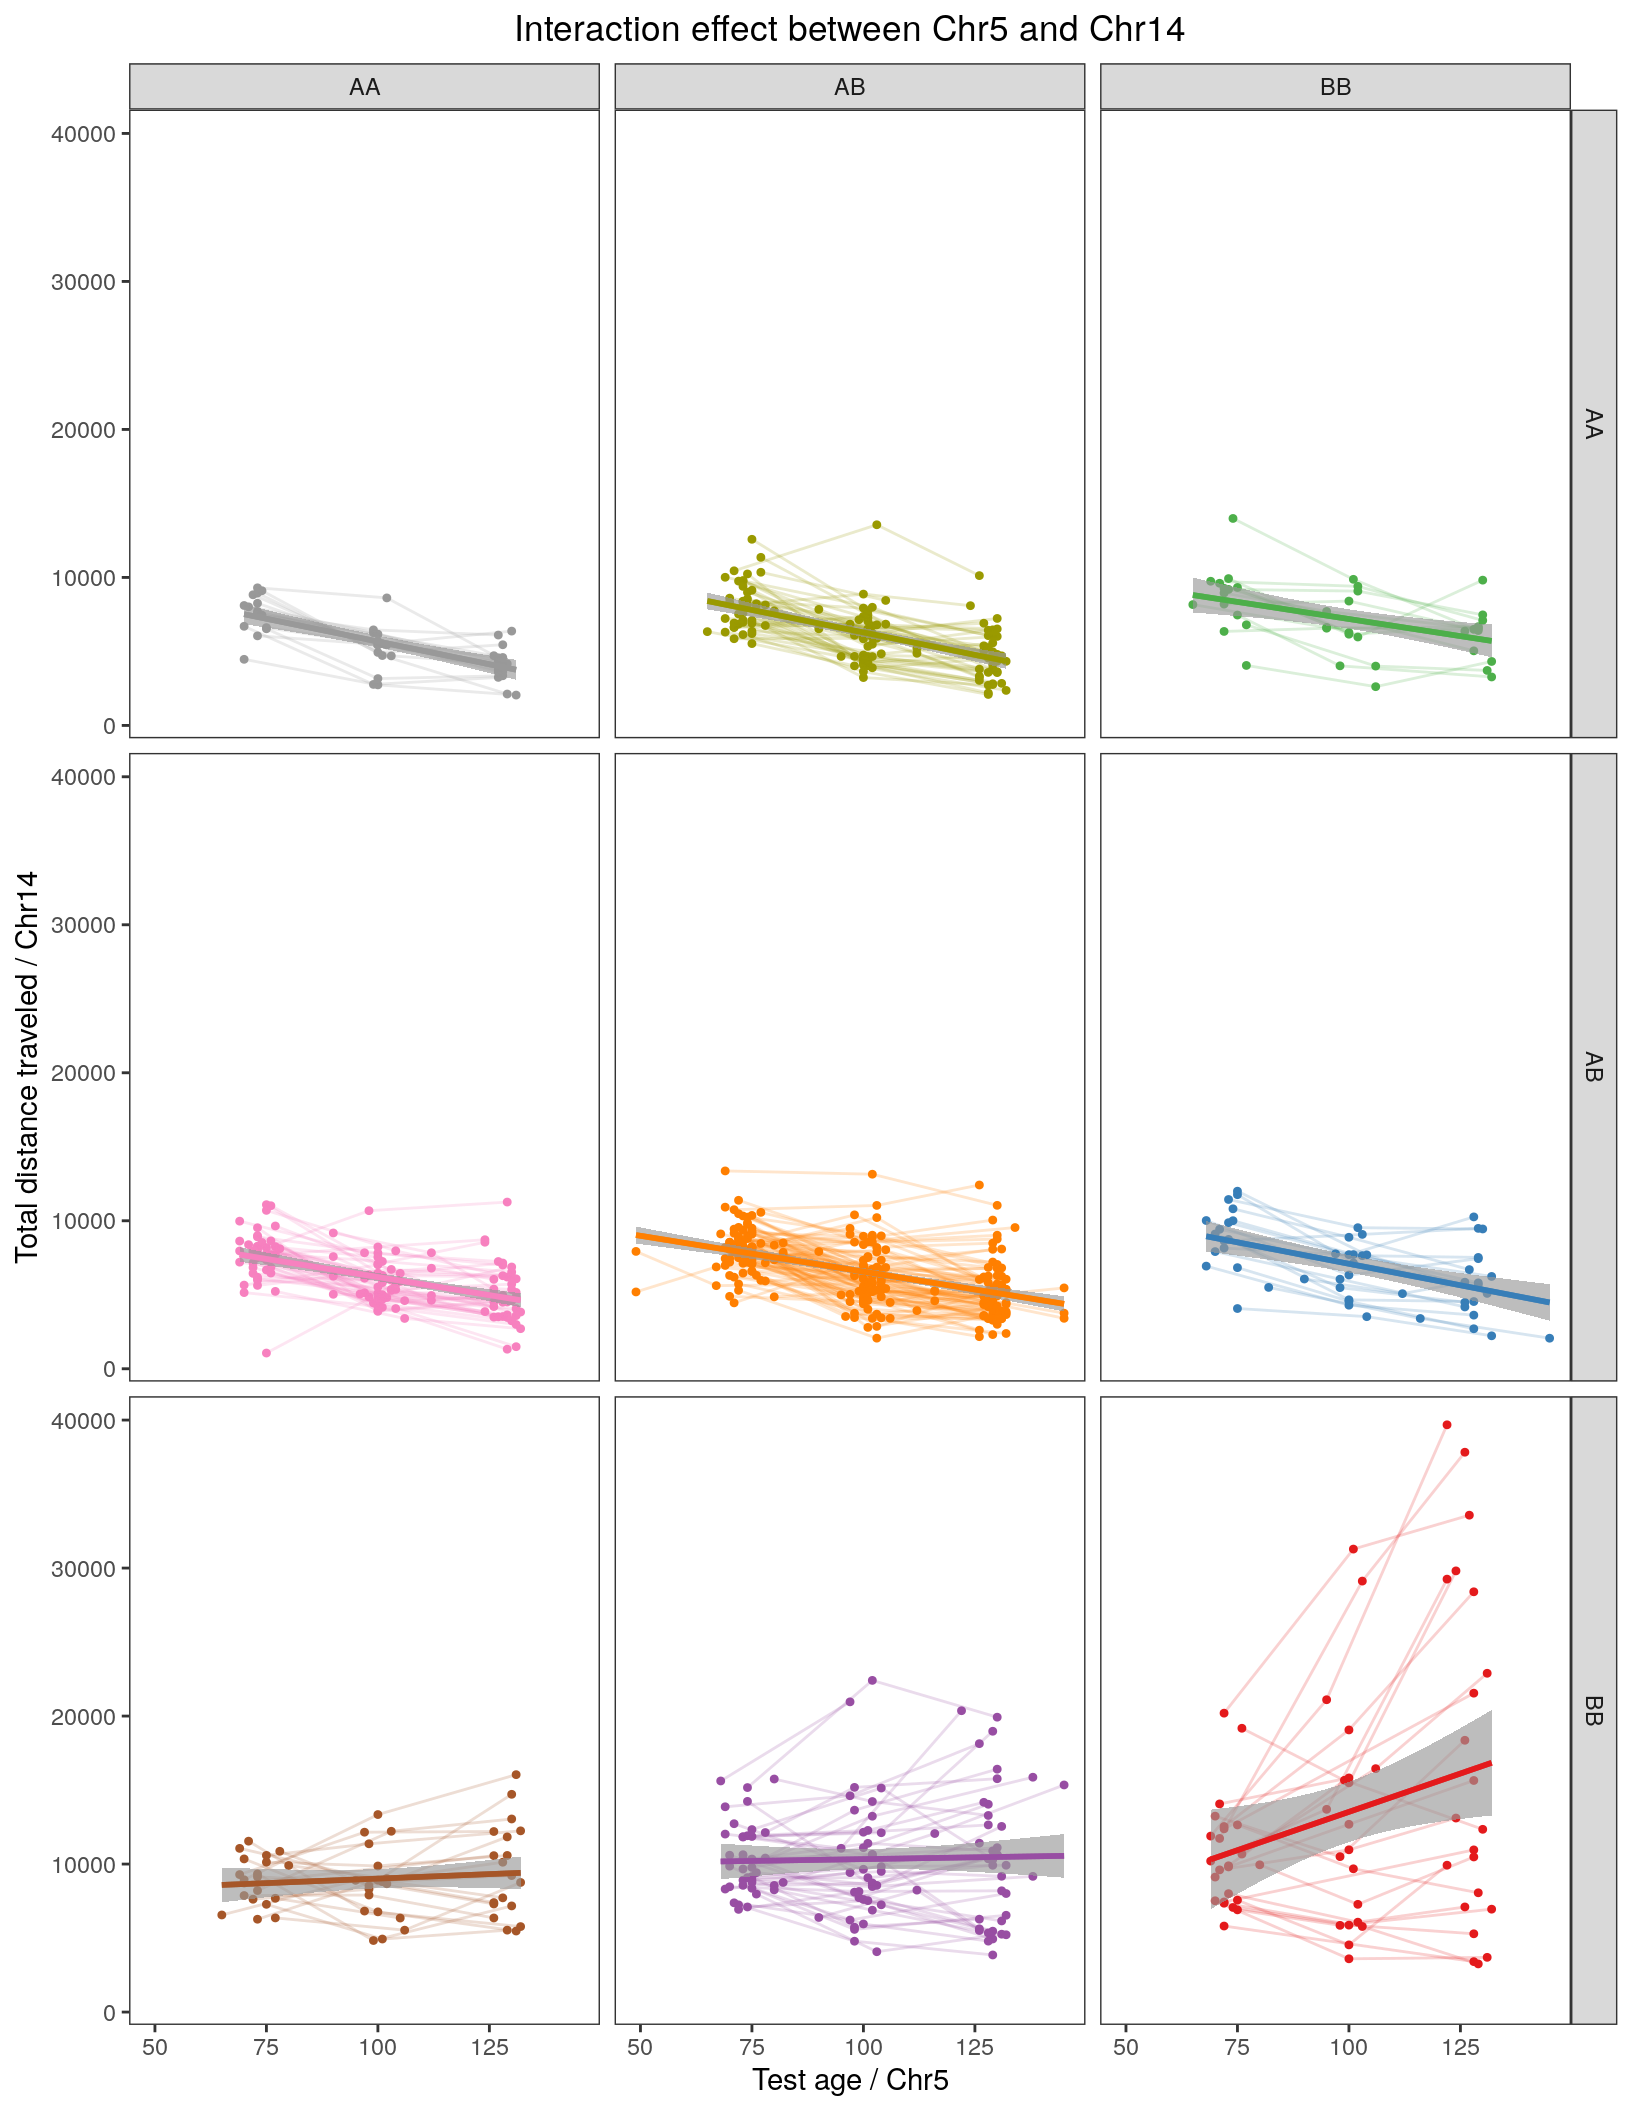 Interaction effect between Chr5 and Chr14
AA
AB
BB
40000
30000
20000
10000
0
AA
40000
30000
20000
10000
0
AB
40000
30000
20000
10000
0
BB
Total distance traveled / Chr14
50 75 100 125
50 75 100 125
50 75 100 125
Test age / Chr5